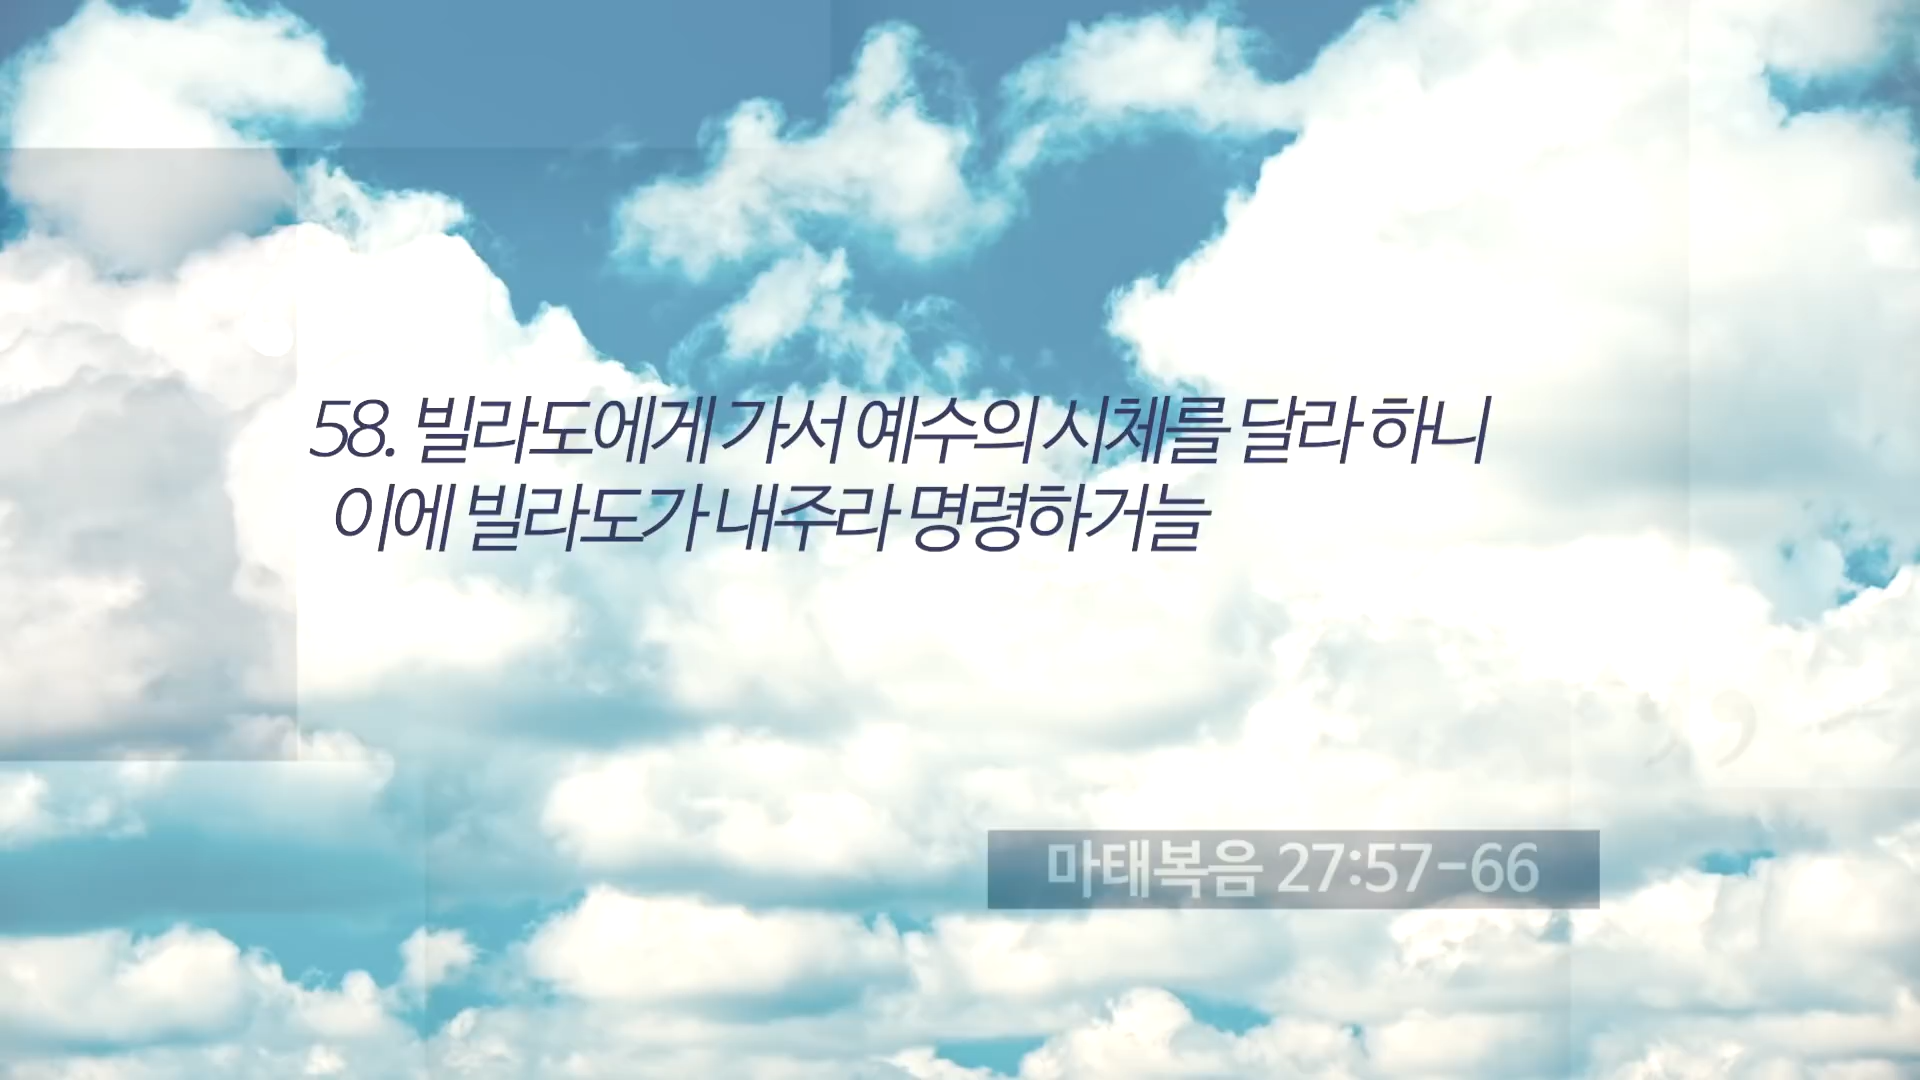 58. 빌라도에게 가서 예수의 시체를 달라 하니
이에 빌라도가 내주라 명령하거늘
마태복음 27:57-66